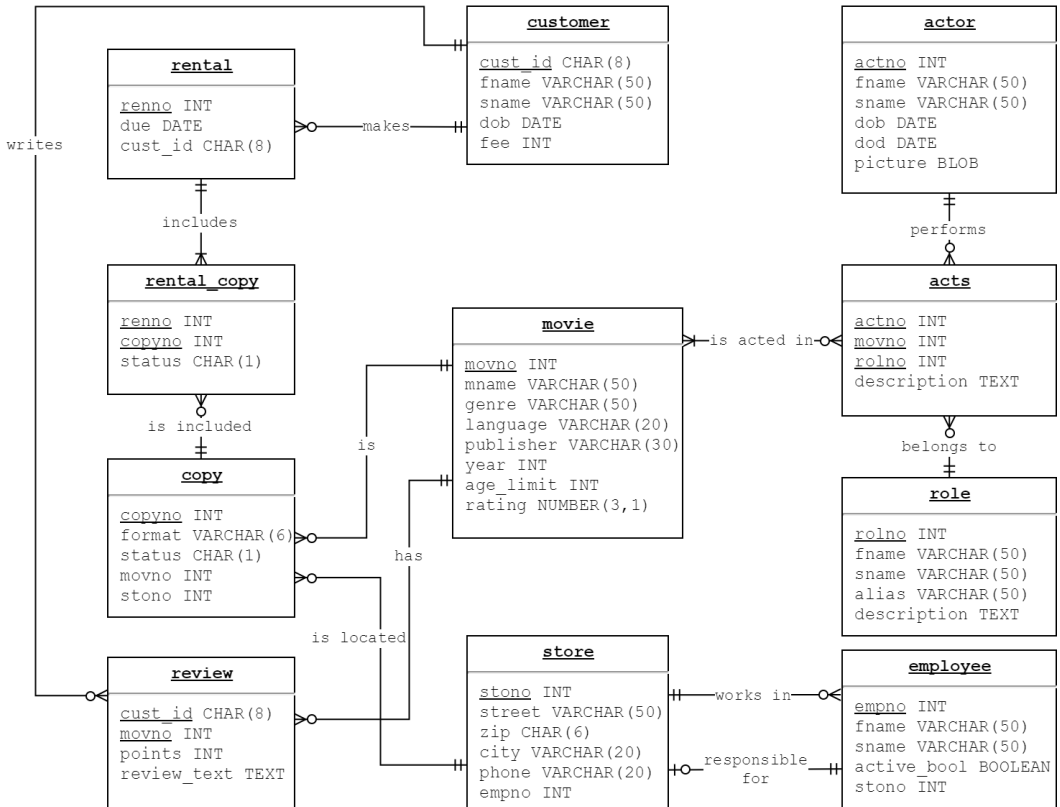 customer
cust_id CHAR(8)
fname VARCHAR(50)
sname VARCHAR(50)
dob DATE
fee INT
actor
actno INT
fname VARCHAR(50)
sname VARCHAR(50)
dob DATE
dod DATE
picture BLOB
rental
renno INT
due DATE
cust_id CHAR(8)
makes
writes
includes
performs
rental_copy
renno INT
copyno INT
status CHAR(1)
movie
movno INT
mname VARCHAR(50)
genre VARCHAR(50)
language VARCHAR(20)
publisher VARCHAR(30)
year INT
age_limit INT
rating NUMBER(3,1)
is acted in
acts
actno INT
movno INT
rolno INT
description TEXT
is included
is
belongs to
copy
copyno INT
format VARCHAR(6)
status CHAR(1)
movno INT
stono INT
has
role
rolno INT
fname VARCHAR(50)
sname VARCHAR(50)
alias VARCHAR(50)
description TEXT
is located
review
cust_id CHAR(8)
movno INT
points INT
review_text TEXT
store
stono INT
street VARCHAR(50)
zip CHAR(6)
city VARCHAR(20)
phone VARCHAR(20)
empno INT
works in
responsible
for
employee
empno INT
fname VARCHAR(50)
sname VARCHAR(50)
active_bool BOOLEAN
stono INT